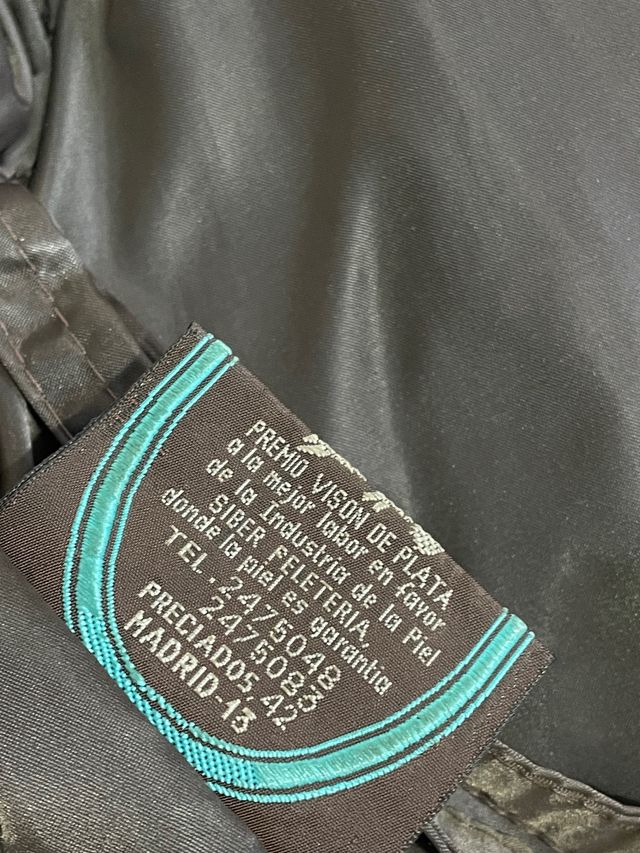 PREMIO VISON DE PLATA
a la mejor labor en favor
de la Industria de la Piel
SIBER PELETERIA.
donde la piel es garantia
TEL. 2475048
2475083
PRECIADOS 42
MADRID-13